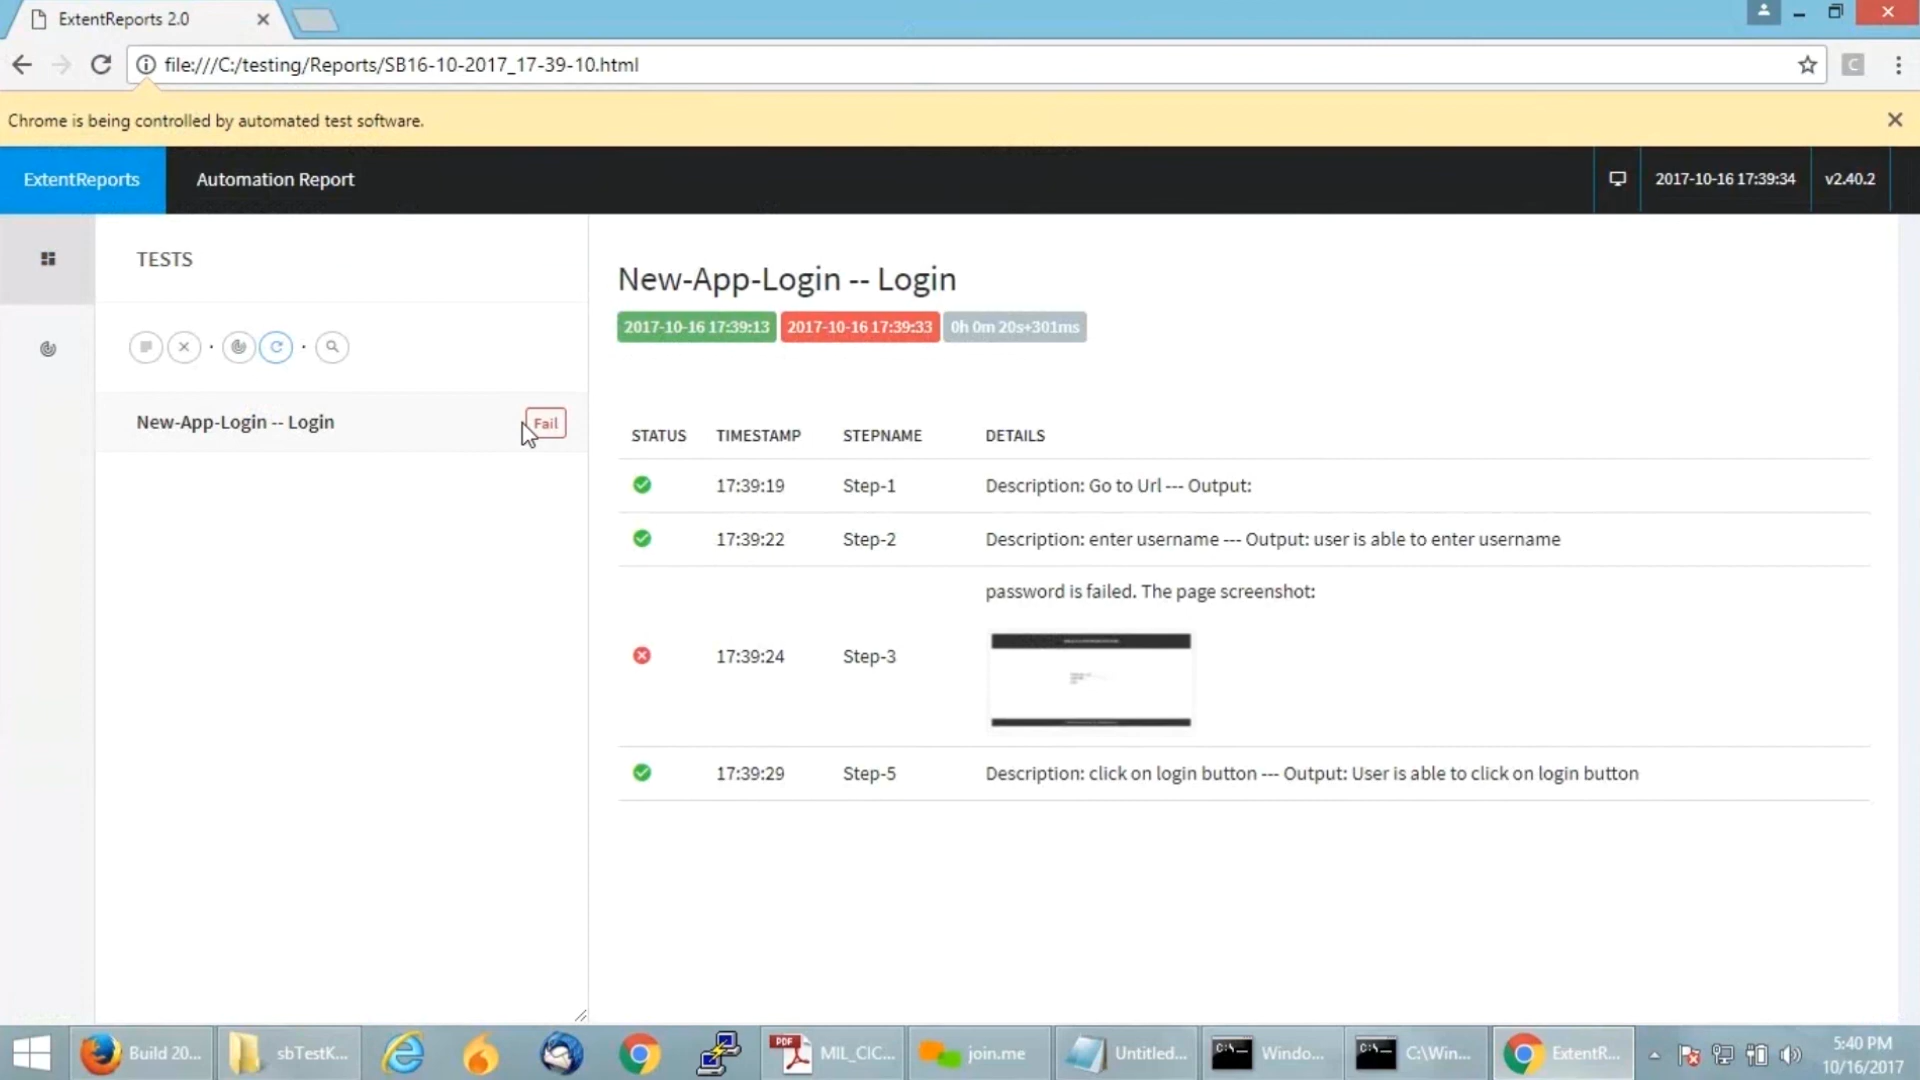 ExtentReports 2.0
file:///C:/testing/Reports/SB16-10-2017_17-39-10.html
C
Chrome is being controlled by automated test software.
ExtentReports Automation Report 2017-10-16 17:39:34 v2.40.2
TESTS
New-App-Login -- Login Fail
New-App-Login -- Login
2017-10-16 17:39:13 2017-10-16 17:39:33 0h 0m 20s+301ms
STATUS TIMESTAMP STEPNAME DETAILS
17:39:19 Step-1 Description: Go to Url --- Output:
17:39:22 Step-2 Description: enter username --- Output: user is able to enter username
password is failed. The page screenshot:
17:39:24 Step-3
17:39:29 Step-5 Description: click on login button --- Output: User is able to click on login button
Build 20... sbTestK... PDF MIL_CIC... join.me Untitled... C:\ Windo... C:\ C:\Win... ExtentR...
5:40 PM
10/16/2017